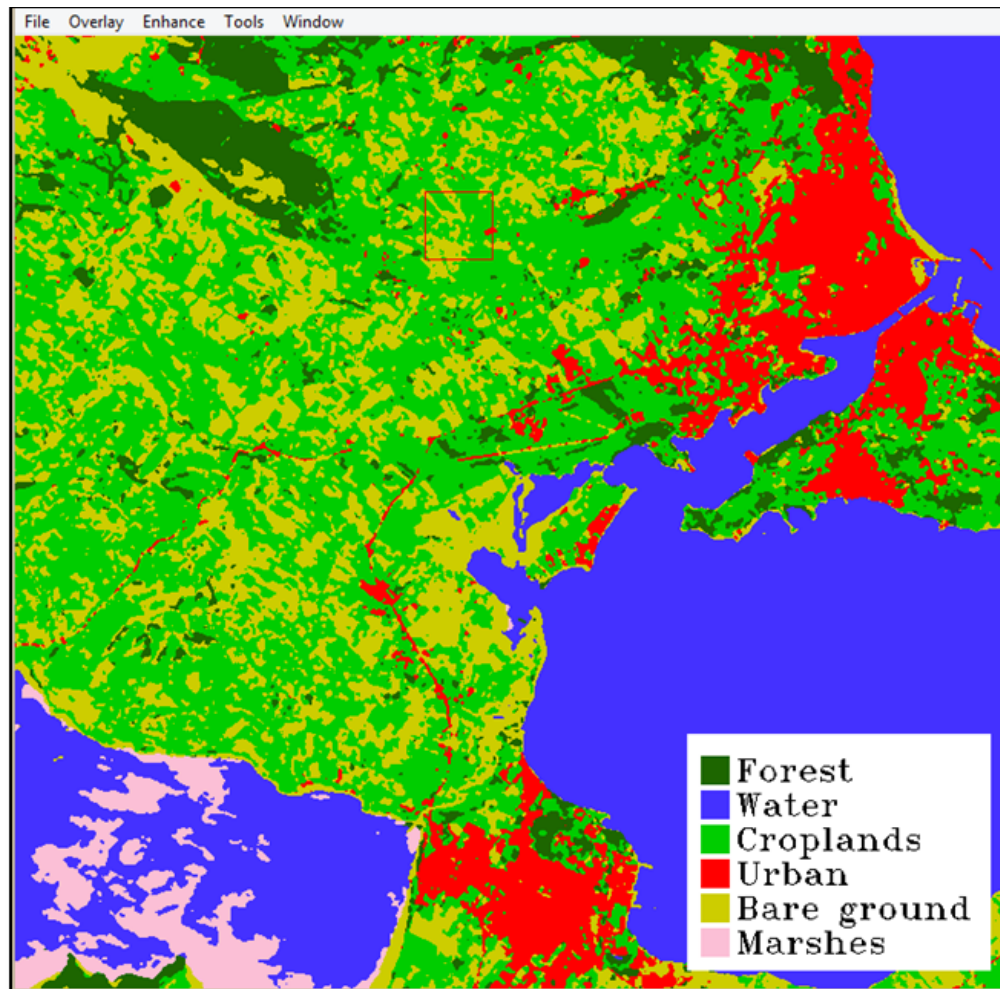 File Overlay Enhance Tools Window
Forest
Water
Croplands
Urban
Bare ground
Marshes